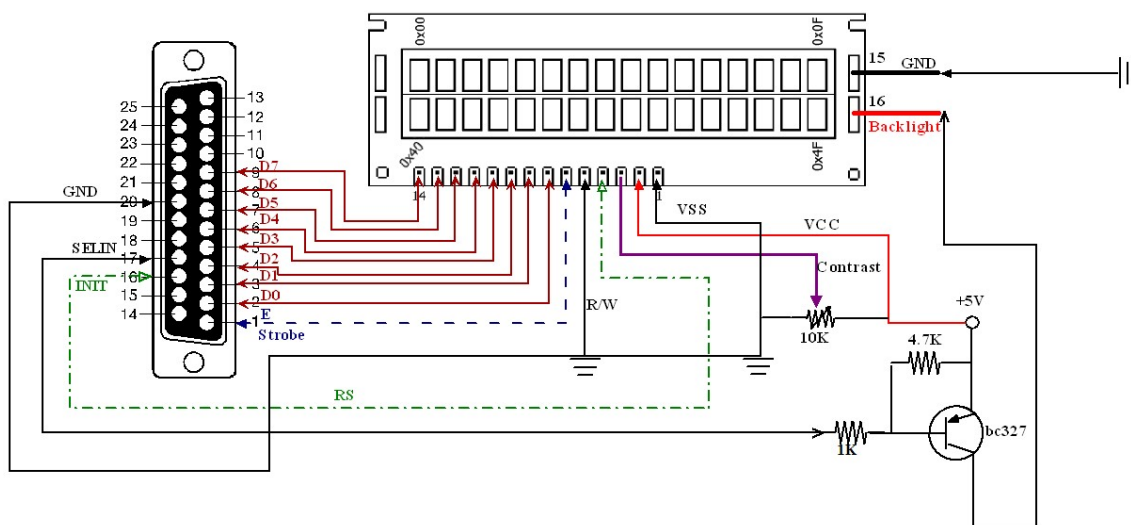 0x00
0x0F
15
GND
16
Backlight
0x40
0x4F
14
1
13
12
11
10
9
8
7
6
5
4
3
2
1
25
24
23
22
21
20
19
18
17
16
15
14
D7
D6
D5
D4
D3
D2
D1
D0
E
Strobe
GND
SELIN
INIT
RS
R/W
VSS
VCC
Contrast
10K
+5V
4.7K
1K
bc327